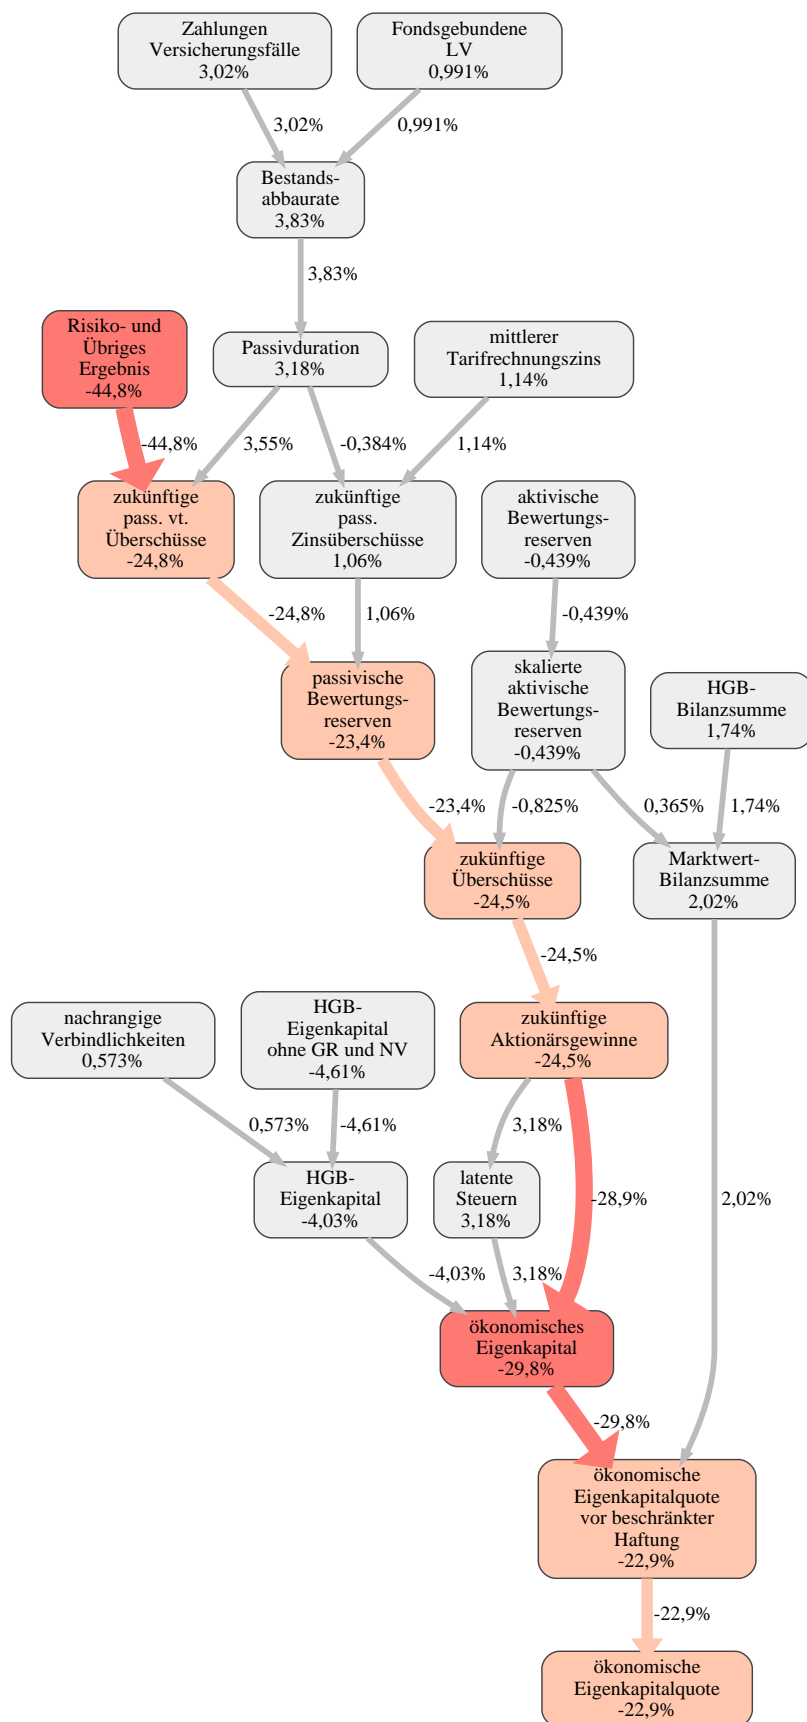 Zahlungen
Versicherungsfälle
3,02%
Fondsgebundene
LV
0,991%
3,02%
0,991%
Bestands-
abbaurate
3,83%
3,83%
Risiko- und
Übriges
Ergebnis
-44,8%
Passivduration
3,18%
mittlerer
Tarifrechnungszins
1,14%
-44,8%
3,55%
-0,384%
1,14%
zukünftige
pass. vt.
Überschüsse
-24,8%
zukünftige
pass.
Zinsüberschüsse
1,06%
aktivische
Bewertungs-
reserven
-0,439%
-24,8%
1,06%
-0,439%
passivische
Bewertungs-
reserven
-23,4%
skalierte
aktivische
Bewertungs-
reserven
-0,439%
HGB-
Bilanzsumme
1,74%
-23,4%
-0,825%
0,365%
1,74%
zukünftige
Überschüsse
-24,5%
Marktwert-
Bilanzsumme
2,02%
-24,5%
nachrangige
Verbindlichkeiten
0,573%
HGB-
Eigenkapital
ohne GR und NV
-4,61%
zukünftige
Aktionärsgewinne
-24,5%
0,573%
-4,61%
3,18%
-28,9%
2,02%
HGB-
Eigenkapital
-4,03%
latente
Steuern
3,18%
-4,03%
3,18%
ökonomisches
Eigenkapital
-29,8%
-29,8%
ökonomische
Eigenkapitalquote
vor beschränkter
Haftung
-22,9%
-22,9%
ökonomische
Eigenkapitalquote
-22,9%